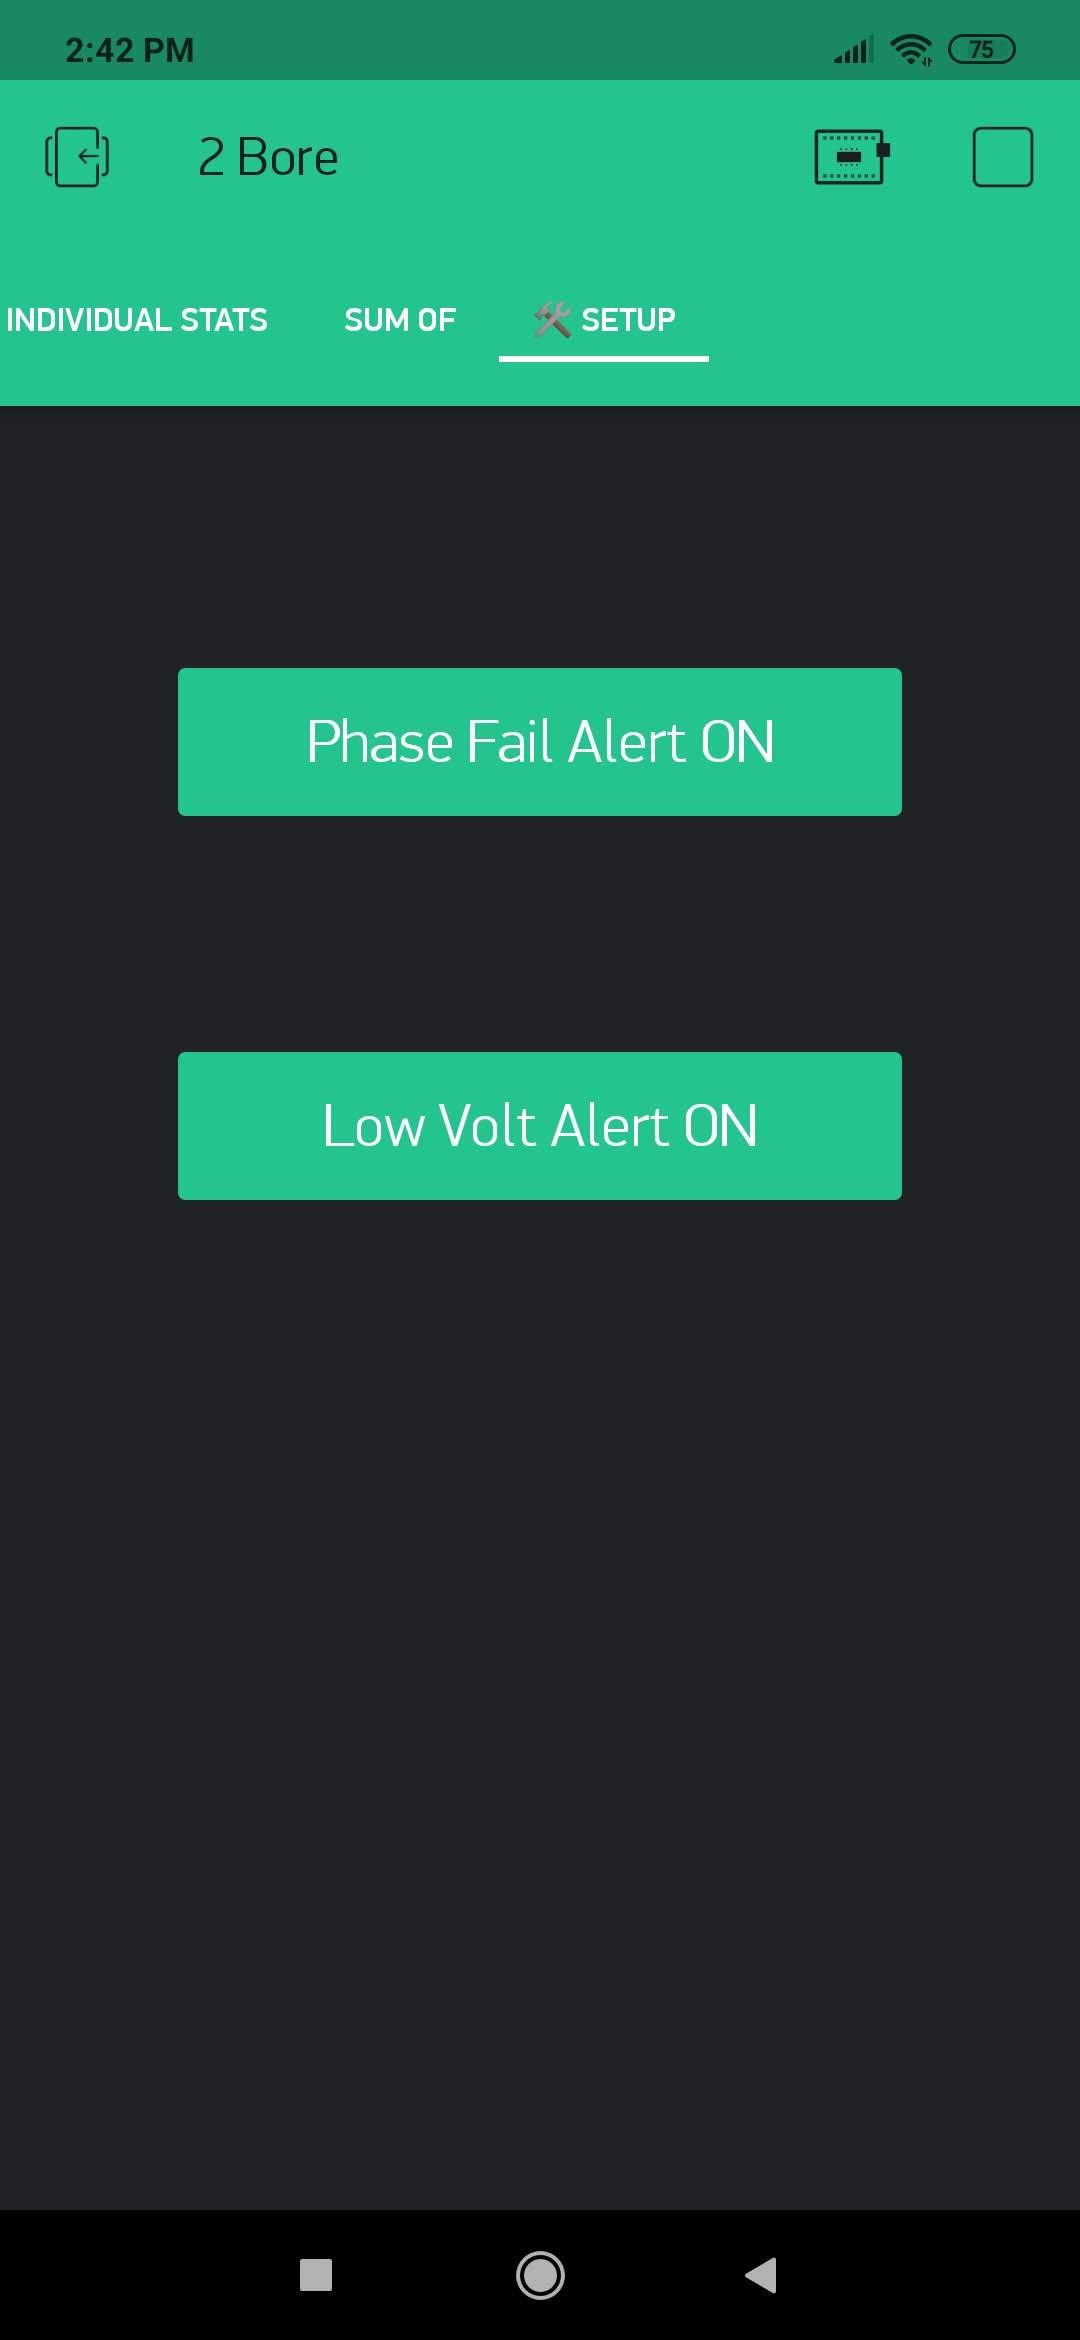 2:42 PM
75
2 Bore
INDIVIDUAL STATS SUM OF 🛠 SETUP
Phase Fail Alert ON
Low Volt Alert ON